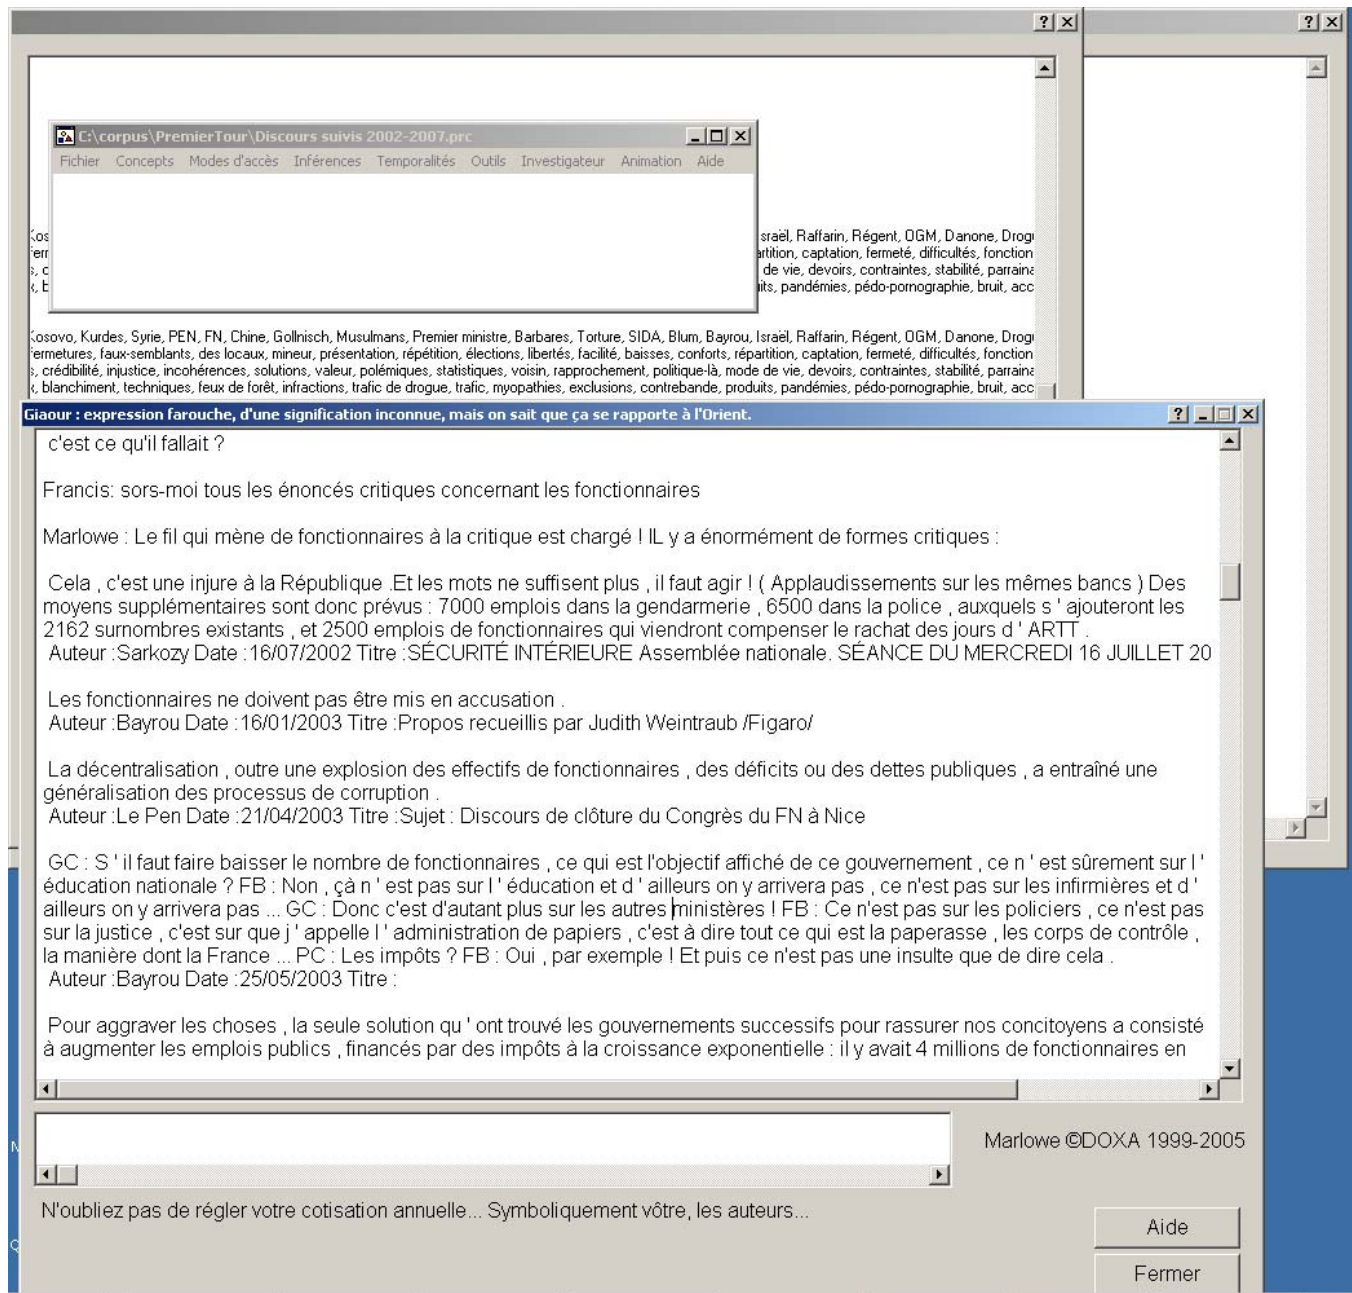 C:\corpus\PremierTour\Discours suivis 2002-2007.prc
Fichier Concepts Modes d'accès Inférences Temporalités Outils Investigateur Animation Aide
sraël, Raffarin, Régent, OGM, Danone, Drog
partition, captation, fermeté, difficultés, fonction
de vie, devoirs, contraintes, stabilité, parraina
its, pandémies, pédo-pornographie, bruit, acc
Kosovo, Kurdes, Syrie, PEN, FN, Chine, Gollnisch, Musulmans, Premier ministre, Barbares, Torture, SIDA, Blum, Bayrou, Israël, Raffarin, Régent, OGM, Danone, Drog
fermetures, faux-semblants, des locaux, mineur, présentation, répétition, élections, libertés, facilité, baisses, conforts, répartition, captation, fermeté, difficultés, fonction
s, crédibilité, injustice, incohérences, solutions, valeur, polémiques, statistiques, voisin, rapprochement, politique-là, mode de vie, devoirs, contraintes, stabilité, parraina
x, blanchiment, techniques, feux de forêt, infractions, trafic de drogue, trafic, myopathies, exclusions, contrebande, produits, pandémies, pédo-pornographie, bruit, acc
Giaour : expression farouche, d'une signification inconnue, mais on sait que ça se rapporte à l'Orient.
c'est ce qu'il fallait ?
Francis: sors-moi tous les énoncés critiques concernant les fonctionnaires
Marlowe : Le fil qui mène de fonctionnaires à la critique est chargé ! IL y a énormément de formes critiques :
Cela , c'est une injure à la République .Et les mots ne suffisent plus , il faut agir ! ( Applaudissements sur les mêmes bancs ) Des
moyens supplémentaires sont donc prévus : 7000 emplois dans la gendarmerie , 6500 dans la police , auxquels s ' ajouteront les
2162 surnombres existants , et 2500 emplois de fonctionnaires qui viendront compenser le rachat des jours d ' ARTT .
Auteur :Sarkozy Date :16/07/2002 Titre :SÉCURITÉ INTÉRIEURE Assemblée nationale. SÉANCE DU MERCREDI 16 JUILLET 20
Les fonctionnaires ne doivent pas être mis en accusation .
Auteur :Bayrou Date :16/01/2003 Titre :Propos recueillis par Judith Weintraub /Figaro/
La décentralisation , outre une explosion des effectifs de fonctionnaires , des déficits ou des dettes publiques , a entraîné une
généralisation des processus de corruption .
Auteur :Le Pen Date :21/04/2003 Titre :Sujet : Discours de clôture du Congrès du FN à Nice
GC : S ' il faut faire baisser le nombre de fonctionnaires , ce qui est l'objectif affiché de ce gouvernement , ce n ' est sûrement sur l '
éducation nationale ? FB : Non , çà n ' est pas sur l ' éducation et d ' ailleurs on y arrivera pas , ce n'est pas sur les infirmières et d '
ailleurs on y arrivera pas ... GC : Donc c'est d'autant plus sur les autres ministères ! FB : Ce n'est pas sur les policiers , ce n'est pas
sur la justice , c'est sur que j ' appelle l ' administration de papiers , c'est à dire tout ce qui est la paperasse , les corps de contrôle ,
la manière dont la France ... PC : Les impôts ? FB : Oui , par exemple ! Et puis ce n'est pas une insulte que de dire cela .
Auteur :Bayrou Date :25/05/2003 Titre :
Pour aggraver les choses , la seule solution qu ' ont trouvé les gouvernements successifs pour rassurer nos concitoyens a consisté
à augmenter les emplois publics , financés par des impôts à la croissance exponentielle : il y avait 4 millions de fonctionnaires en
Marlowe ©DOXA 1999-2005
N'oubliez pas de régler votre cotisation annuelle... Symboliquement vôtre, les auteurs...
Aide
Fermer